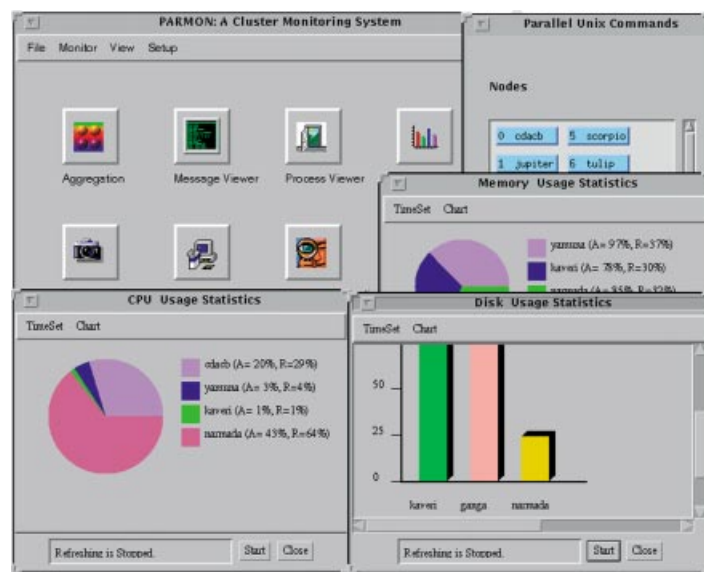 PARMON: A Cluster Monitoring System
File Monitor View Setup
Aggregation
Message Viewer
Process Viewer
Parallel Unix Commands
Nodes
0 cdacb
5 scorpio
1 jupiter
6 tulip
Memory Usage Statistics
TimeSet Chart
yamuna (A= 97%, R=37%)
kaveri (A= 78%, R=30%)
narmada (A= 85%, R=32%)
CPU Usage Statistics
TimeSet Chart
cdacb (A= 20%, R=29%)
yamuna (A= 3%, R=4%)
kaveri (A= 1%, R=1%)
narmada (A= 43%, R=64%)
Refreshing is Stopped.
Start
Close
Disk Usage Statistics
TimeSet Chart
50
25
0
kaveri
ganga
narmada
Refreshing is Stopped.
Start
Close